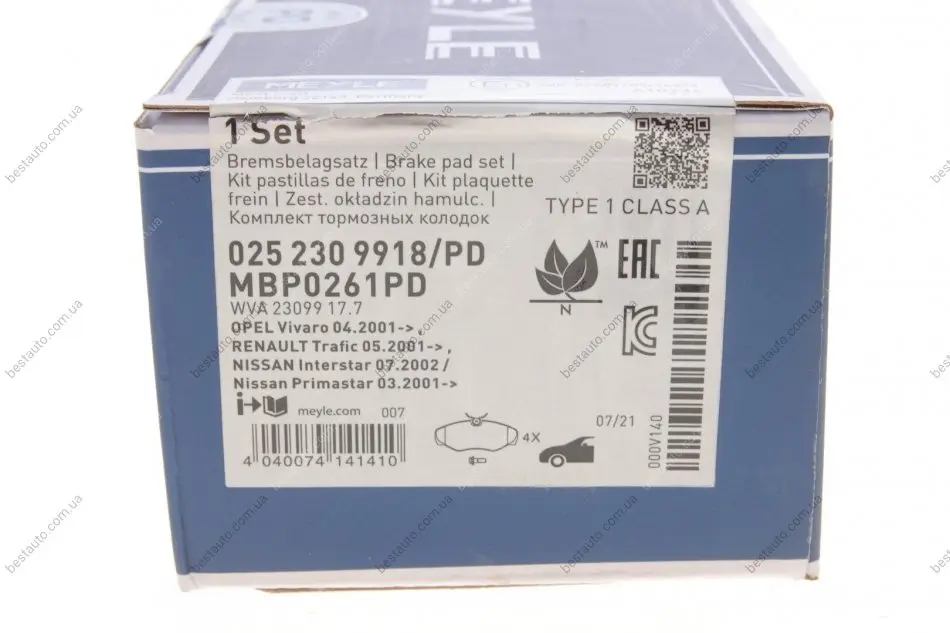 EYLE
MEYLE
1 Set
Bremsbelagsatz | Brake pad set |
Kit pastillas de freno | Kit plaquette
frein | Zest. okładzin hamulc. |
Комплект тормозных колодок
TYPE 1 CLASS A
025 230 9918/PD
MBP0261PD
WVA 23099 17.7
OPEL Vivaro 04.2001->,
RENAULT Trafic 05.2001->,
NISSAN Interstar 07.2002 /
Nissan Primastar 03.2001->
TM
N
EAC
KC
meyle.com 007
4X
07/21
000V140
4 040074 141410
bestauto.com.ua